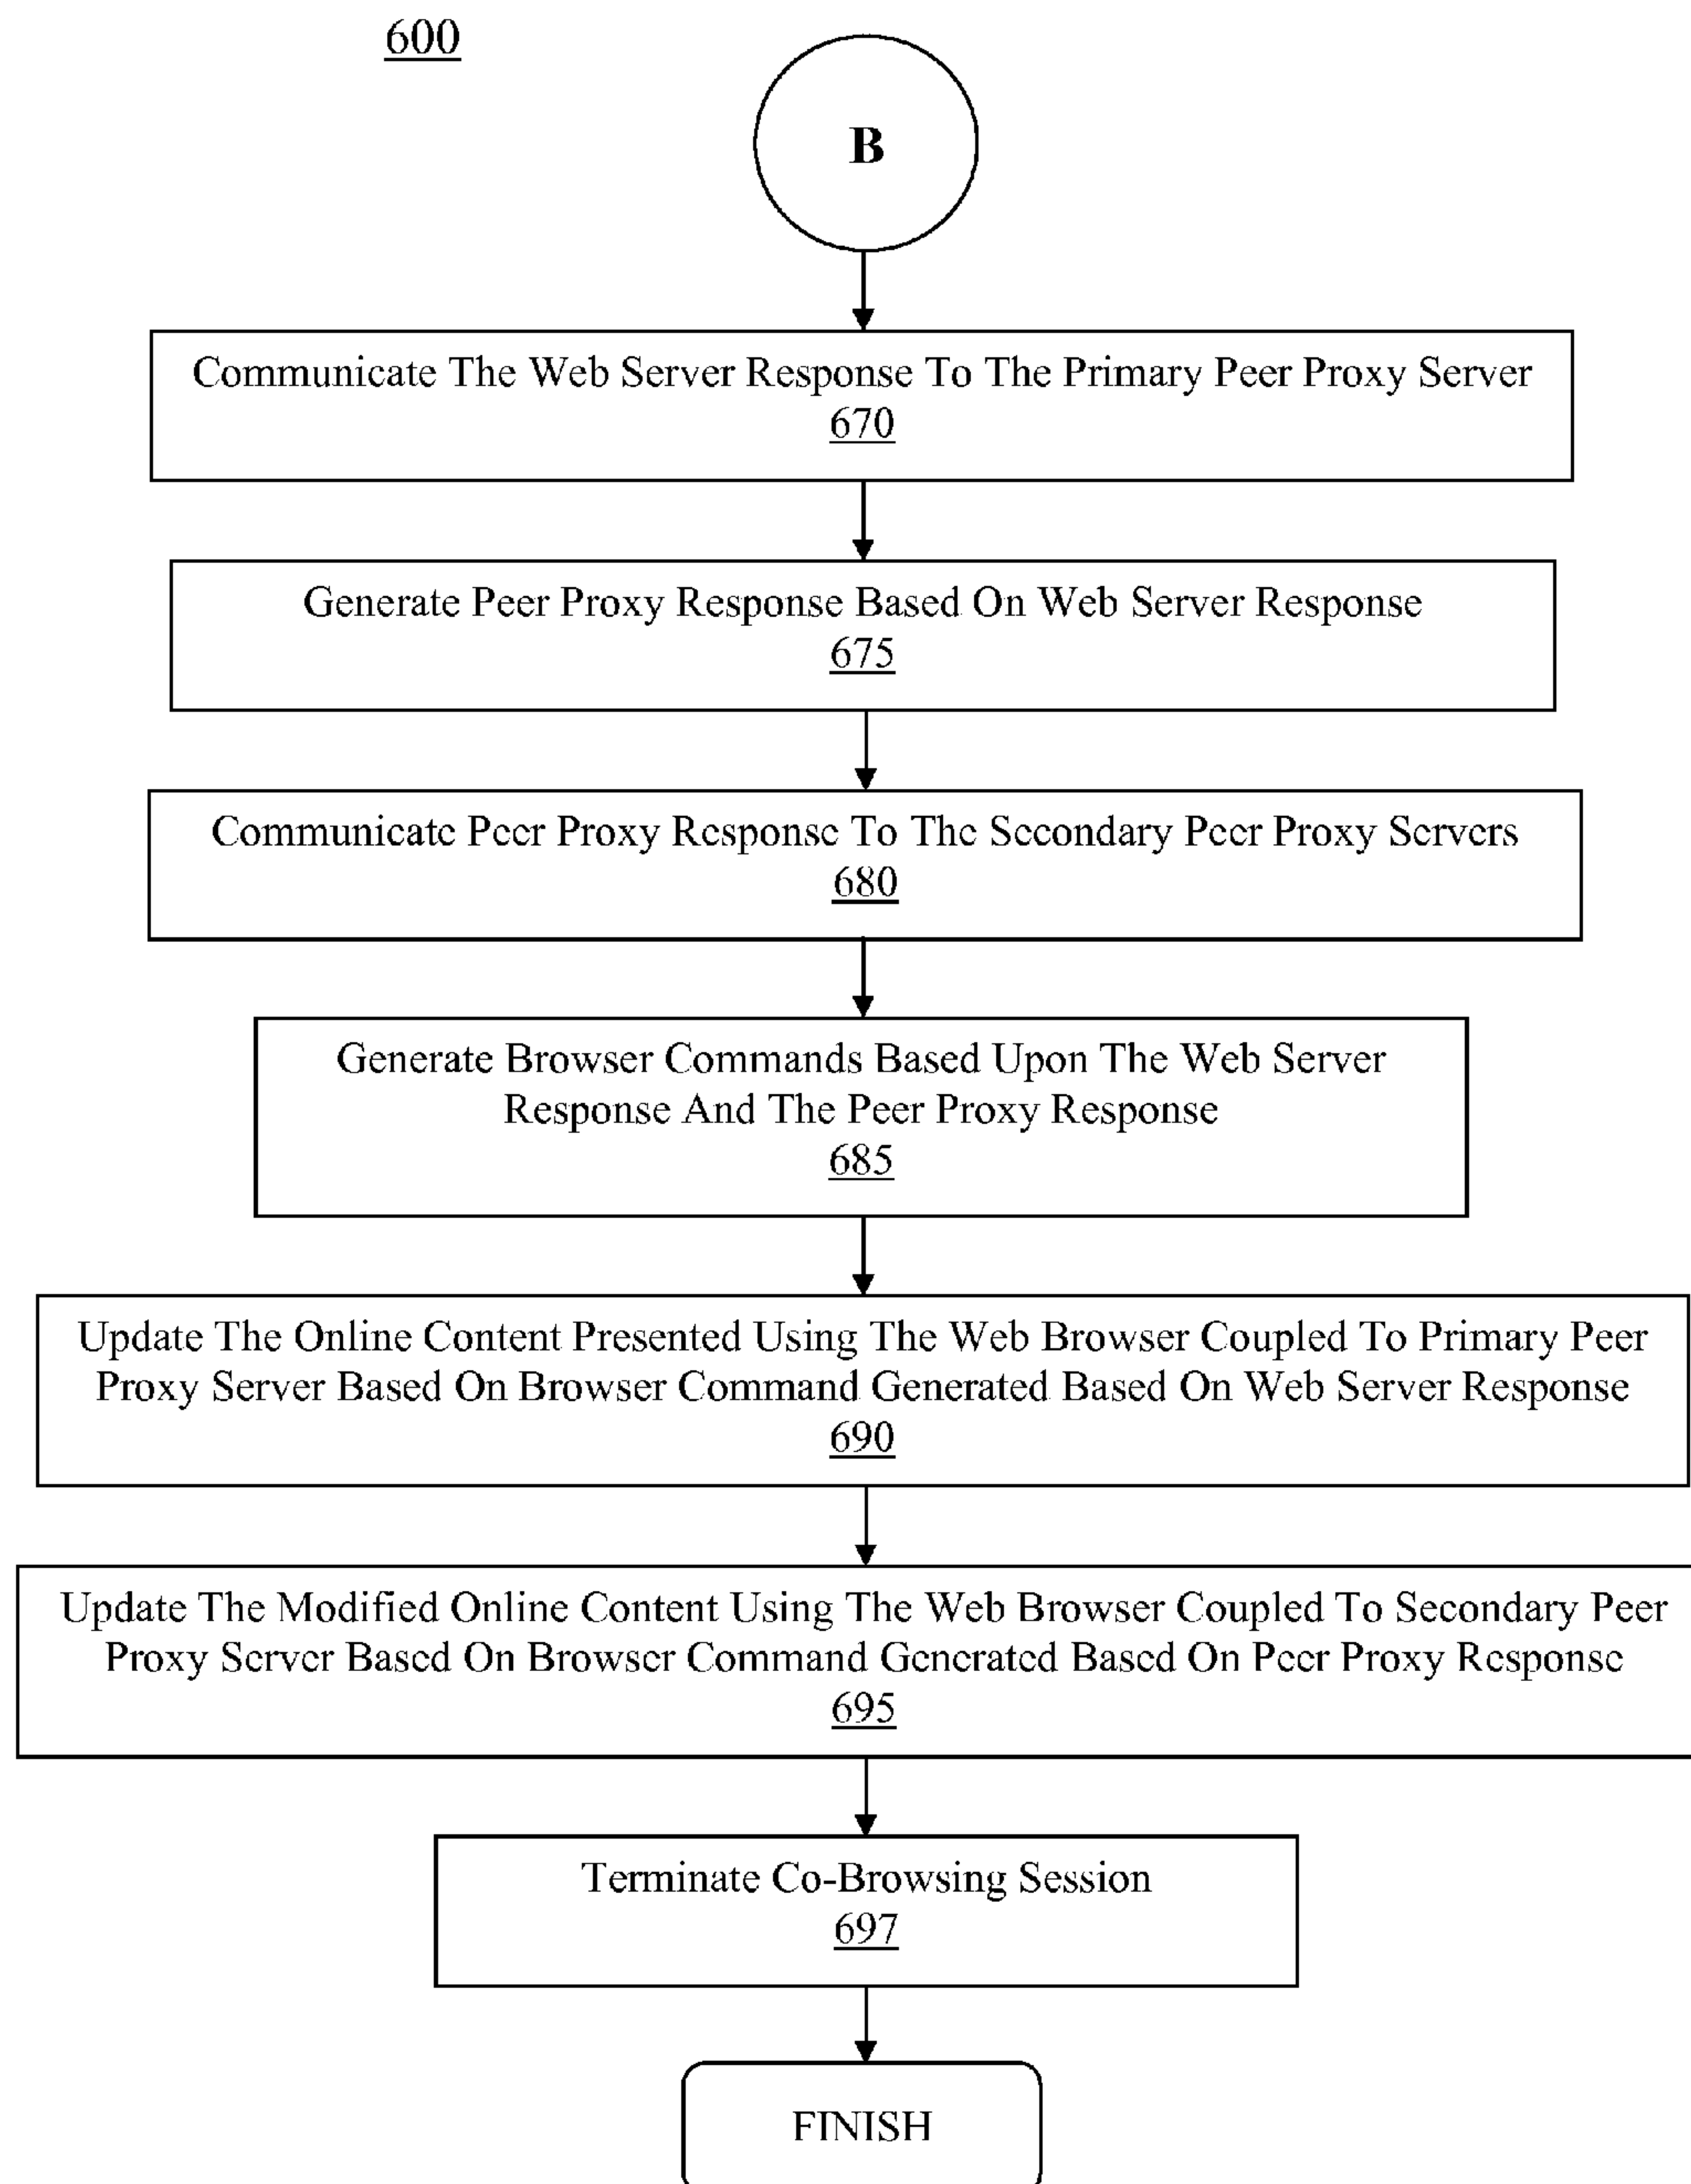 600
B
Communicate The Web Server Response To The Primary Peer Proxy Server
670
Generate Peer Proxy Response Based On Web Server Response
675
Communicate Peer Proxy Response To The Secondary Peer Proxy Servers
680
Generate Browser Commands Based Upon The Web Server
Response And The Peer Proxy Response
685
Update The Online Content Presented Using The Web Browser Coupled To Primary Peer
Proxy Server Based On Browser Command Generated Based On Web Server Response
690
Update The Modified Online Content Using The Web Browser Coupled To Secondary Peer
Proxy Server Based On Browser Command Generated Based On Peer Proxy Response
695
Terminate Co-Browsing Session
697
FINISH